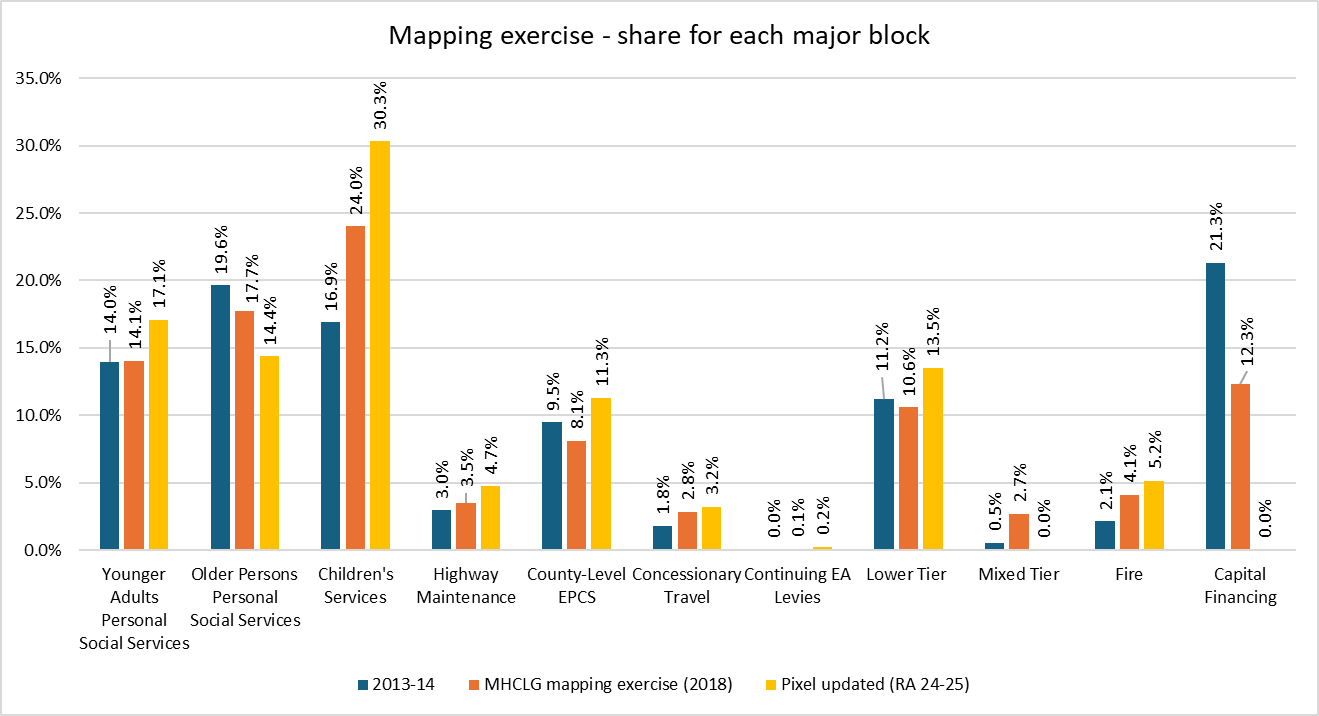 Mapping exercise - share for each major block
35.0%
30.0%
25.0%
20.0%
15.0%
10.0%
5.0%
0.0%
14.0%
14.1%
17.1%
19.6%
17.7%
14.4%
16.9%
24.0%
30.3%
3.0%
3.5%
4.7%
9.5%
8.1%
11.3%
1.8%
2.8%
3.2%
0.0%
0.1%
0.2%
11.2%
10.6%
13.5%
0.5%
2.7%
0.0%
2.1%
4.1%
5.2%
21.3%
12.3%
0.0%
Younger
Adults
Personal
Social Services
Older Persons
Personal
Social Services
Children's
Services
Highway
Maintenance
County-Level
EPCS
Concessionary
Travel
Continuing EA
Levies
Lower Tier
Mixed Tier
Fire
Capital
Financing
2013-14
MHCLG mapping exercise (2018)
Pixel updated (RA 24-25)